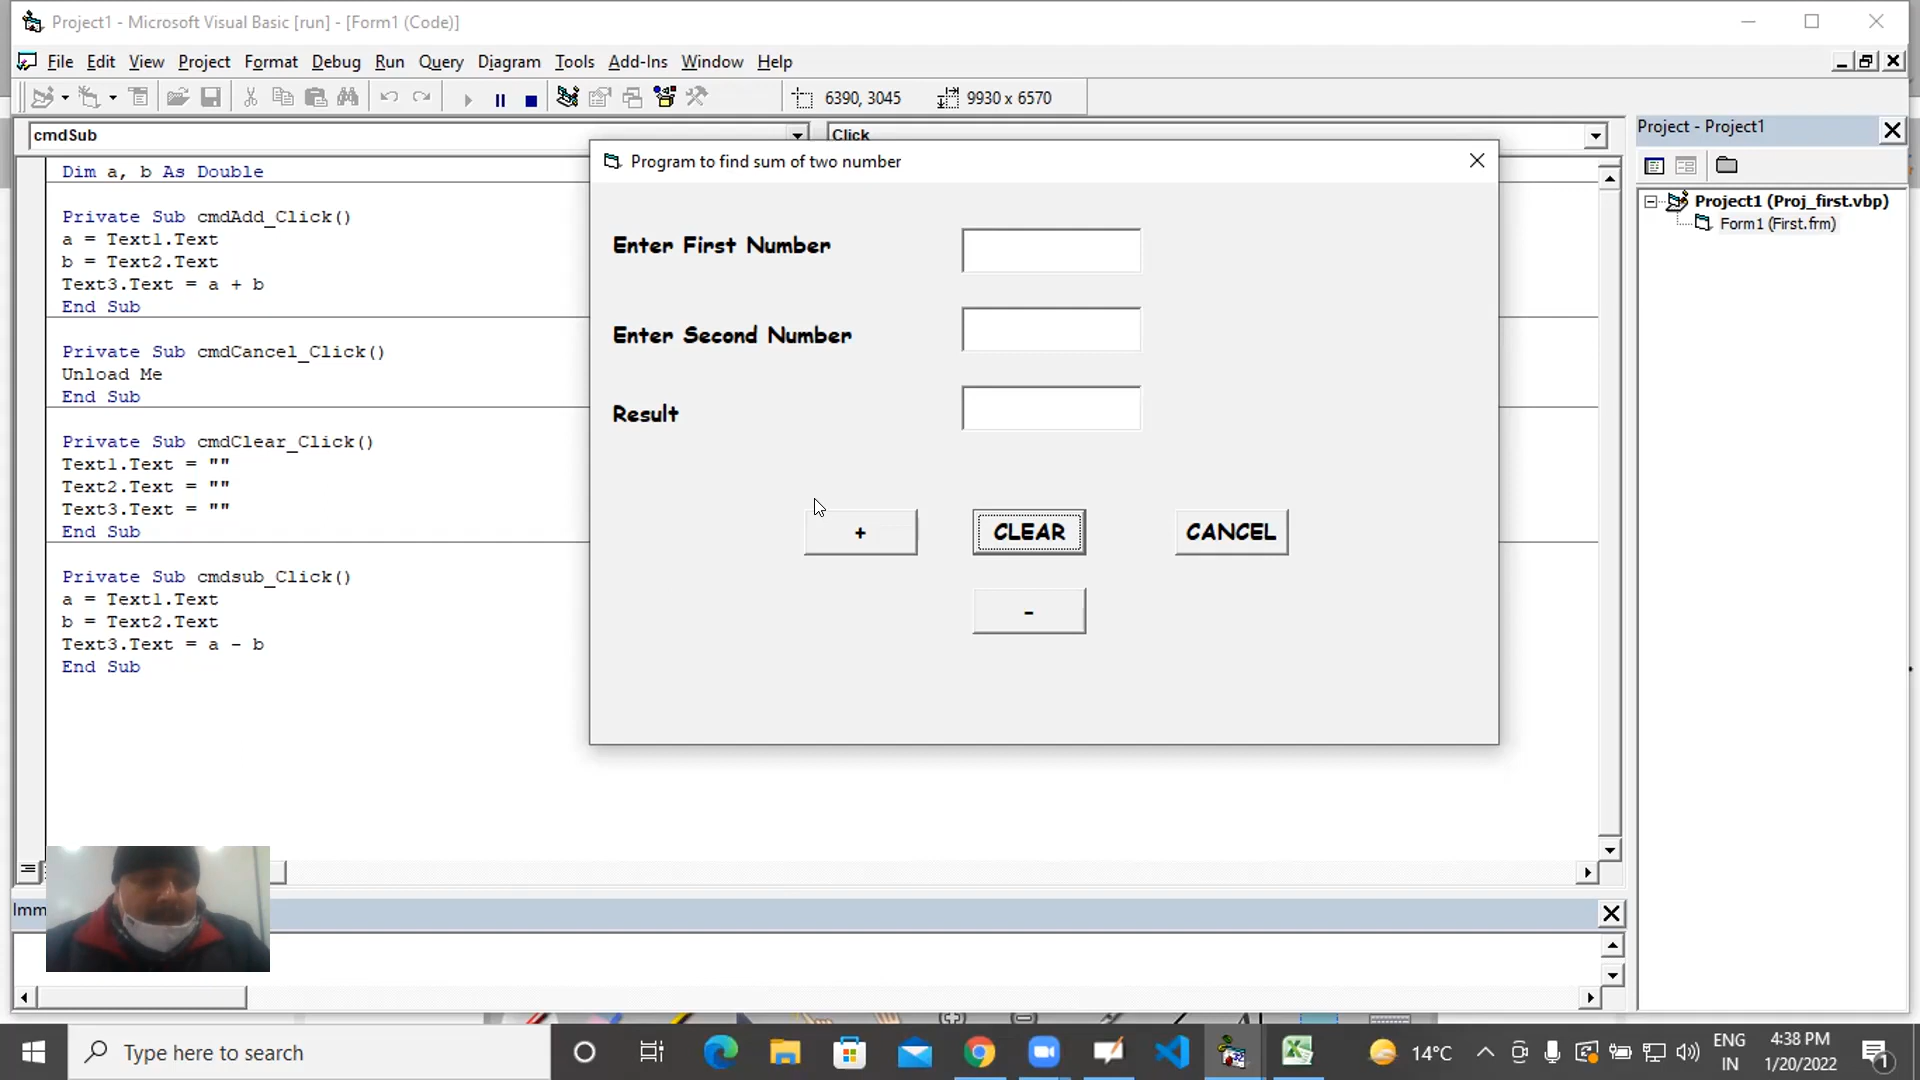 Project1 - Microsoft Visual Basic [run] - [Form1 (Code)]
File Edit View Project Format Debug Run Query Diagram Tools Add-Ins Window Help
6390, 3045 9930 x 6570
cmdSub Click
Project - Project1
Dim a, b As Double
Private Sub cmdAdd_Click()
a = Text1.Text
b = Text2.Text
Text3.Text = a + b
End Sub
Private Sub cmdCancel_Click()
Unload Me
End Sub
Private Sub cmdClear_Click()
Text1.Text = ""
Text2.Text = ""
Text3.Text = ""
End Sub
Private Sub cmdsub_Click()
a = Text1.Text
b = Text2.Text
Text3.Text = a - b
End Sub
Program to find sum of two number
Enter First Number
Enter Second Number
Result
+ CLEAR CANCEL
-
Project1 (Proj_first.vbp)
Form1 (First.frm)
Imm
Type here to search
14°C
ENG
IN
4:38 PM
1/20/2022
1